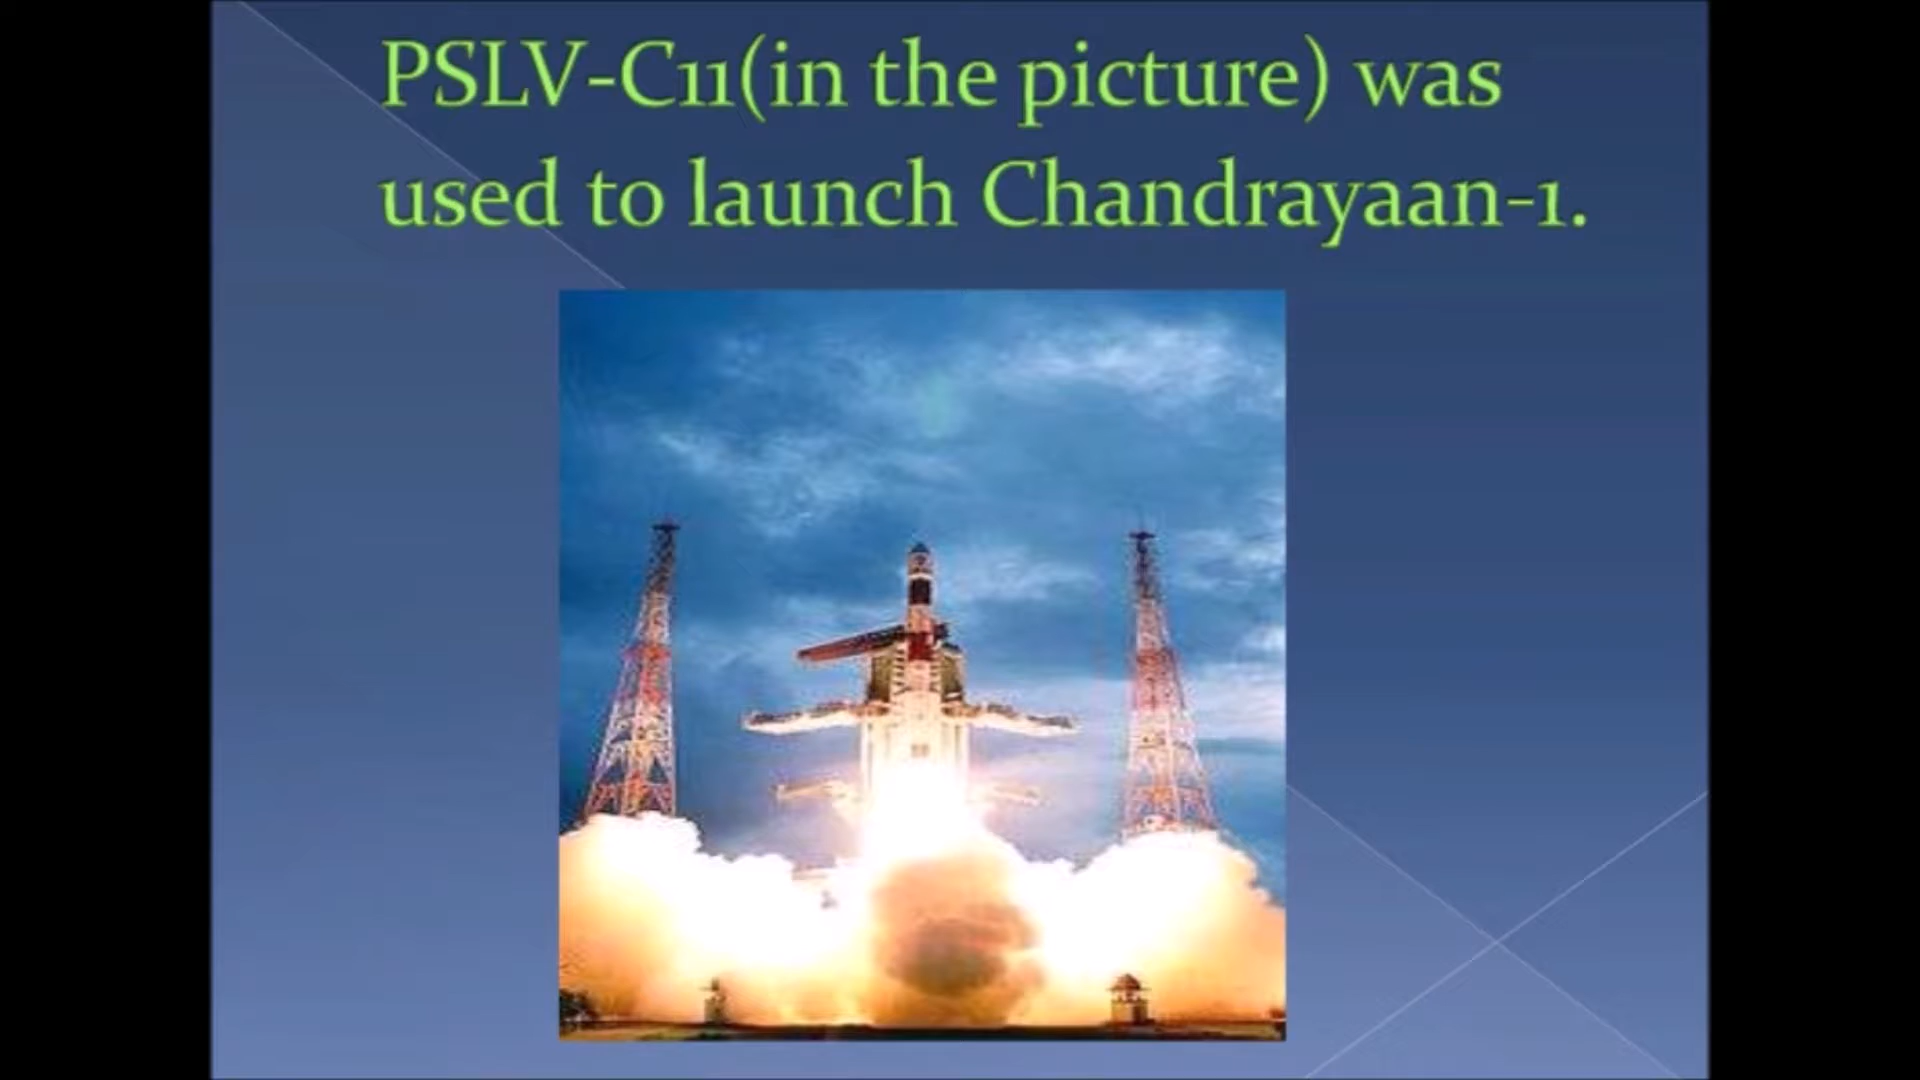 PSLV-C11(in the picture) was
used to launch Chandrayaan-1.